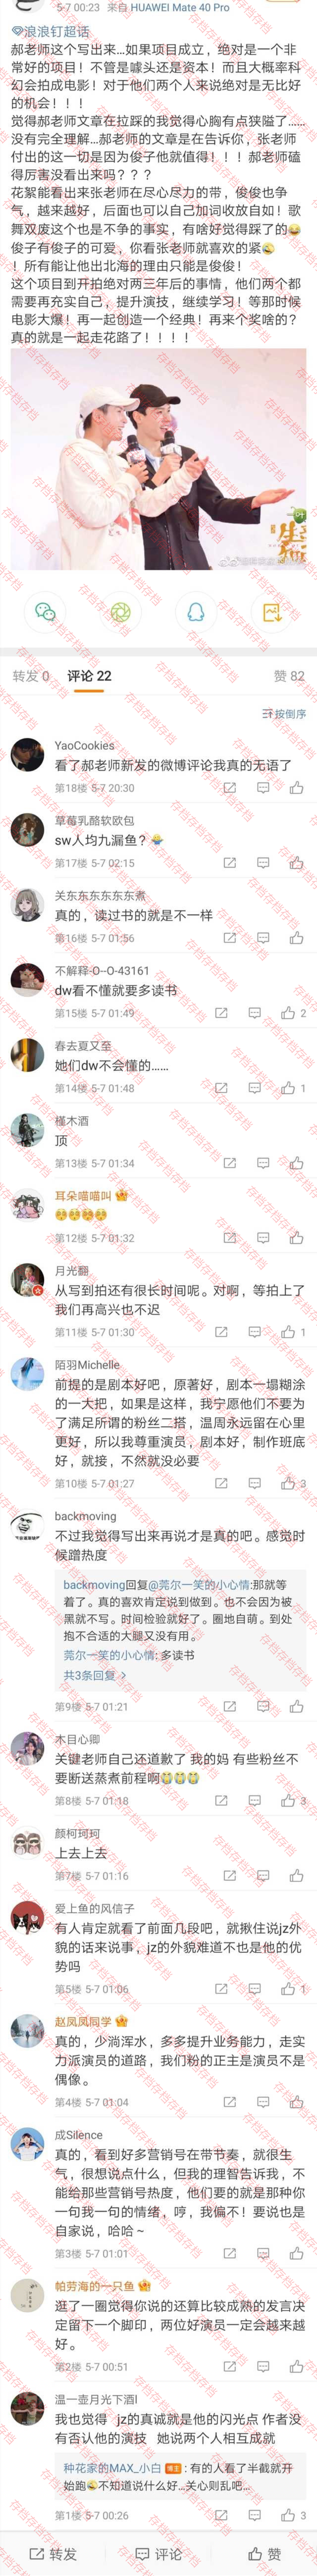 5-7 00:23 来自 HUAWEI Mate 40 Pro
浪浪钉超话
郝老师这个写出来...如果项目成立，绝对是一个非
常好的项目！不管是噱头还是资本！而且大概率科
幻会拍成电影！对于他们两个人来说绝对是无比好
的机会！！！
觉得郝老师文章在拉踩的我觉得心胸有点狭隘了......
没有完全理解...郝老师的文章是在告诉你，张老师
付出的这一切是因为俊子他就值得！！！郝老师磕
得厉害没看出来吗？？？
花絮能看出来张老师在尽心尽力的带，俊俊也争
气，越来越好，后面也可以自己加词收放自如！歌
舞双废这个也是不争的事实，有啥好觉得踩了的
俊子有俊子的可爱，你看张老师就喜欢的紧
！所有能让他出北海的理由只能是俊俊！
这个项目到开拍绝对两三年后的事情，他们两个都
需要再充实自己，提升演技，继续学习！等那时候
电影大爆！再一起创造一个经典！再来个奖啥的？
真的就是一起走花路了！！！！
转发 0 评论 22 赞 82
按倒序
YaoCookies
看了郝老师新发的微博评论我真的无语了
第18楼 5-7 20:30
草莓乳酪软欧包
sw人均九漏鱼？
第17楼 5-7 02:15
关东东东东东东煮
真的，读过书的就是不一样
第16楼 5-7 01:56
不解释-O--O-43161
dw看不懂就要多读书
第15楼 5-7 01:49 2
春去夏又至
她们dw不会懂的......
第14楼 5-7 01:48 1
槿木酒
顶
第13楼 5-7 01:34
耳朵喵喵叫
第12楼 5-7 01:32
月光翻
从写到拍还有很长时间呢。对啊，等拍上了
我们再高兴也不迟
第11楼 5-7 01:30 1
陌羽Michelle
前提的是剧本好吧，原著好，剧本一塌糊涂
的一大把，如果是这样，我宁愿他们不要为
了满足所谓的粉丝二搭，温周永远留在心里
更好，所以我尊重演员，剧本好，制作班底
好，就接，不然就没必要
第10楼 5-7 01:27 3
backmoving
不过我觉得写出来再说才是真的吧。感觉时
候蹭热度
backmoving回复@莞尔一笑的小心情:那就等
着了。真的喜欢肯定说到做到。也不会因为被
黑就不写。时间检验就好了。圈地自萌。到处
抱不合适的大腿又没有用。
莞尔一笑的小心情: 多读书
共3条回复 >
第9楼 5-7 01:21
木目心卿
关键老师自己还道歉了 我的妈 有些粉丝不
要断送蒸煮前程啊
第8楼 5-7 01:18 3
颜柯珂珂
上去上去
第7楼 5-7 01:16
爱上鱼的风信子
有人肯定就看了前面几段吧，就揪住说jz外
貌的话来说事，jz的外貌难道不也是他的优
势吗
第5楼 5-7 01:06 1
赵凤凤同学
真的，少淌浑水，多多提升业务能力，走实
力派演员的道路，我们粉的正主是演员不是
偶像。
第4楼 5-7 01:04
成Silence
真的，看到好多营销号在带节奏，就很生
气，很想说点什么，但我的理智告诉我，不
能给那些营销号热度，他们要的就是那种你
一句我一句的情绪，哼，我偏不！要说也是
自家说，哈哈～
第3楼 5-7 01:01
帕劳海的一只鱼
逛了一圈觉得你说的还算比较成熟的发言决
定留下一个脚印，两位好演员一定会越来越
好。
第2楼 5-7 00:51
温一壶月光下酒l
我也觉得 jz的真诚就是他的闪光点 作者没
有否认他的演技 她说两个人相互成就
种花家的MAX_小白 博主 : 有的人看了半截就开
始跑不知道说什么好...关心则乱吧...
第1楼 5-7 00:26 3
转发 评论 赞